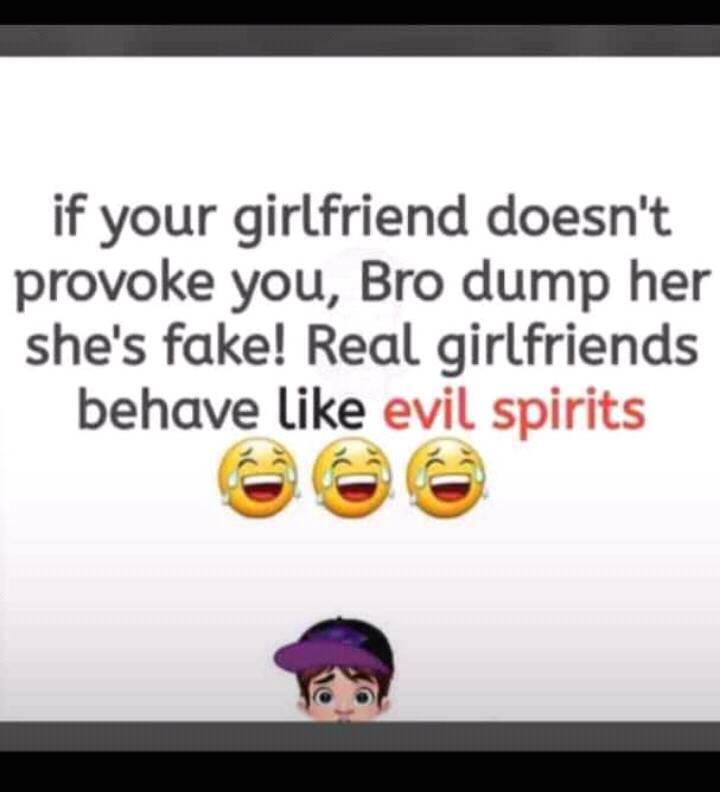 if your girlfriend doesn't
provoke you, Bro dump her
she's fake! Real girlfriends
behave like evil spirits
😂😂😂